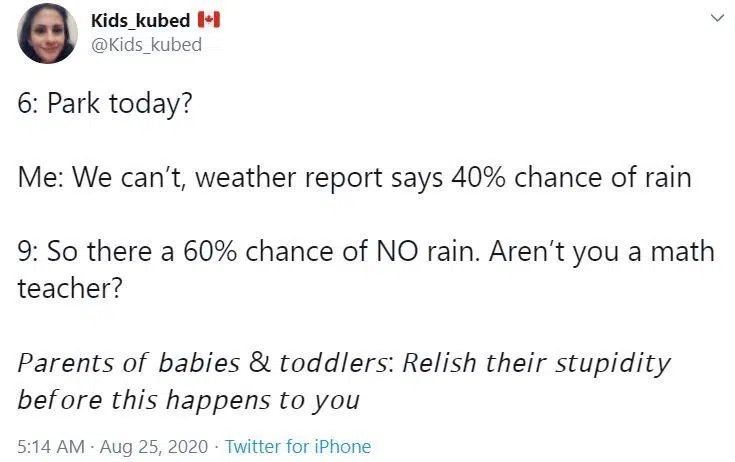 Kids_kubed 🇨🇦
@Kids_kubed
6: Park today?
Me: We can’t, weather report says 40% chance of rain
9: So there a 60% chance of NO rain. Aren’t you a math
teacher?
𝘗𝘢𝘳𝘦𝘯𝘵𝘴 𝘰𝘧 𝘣𝘢𝘣𝘪𝘦𝘴 & 𝘵𝘰𝘥𝘥𝘭𝘦𝘳𝘴: 𝘙𝘦𝘭𝘪𝘴𝘩 𝘵𝘩𝘦𝘪𝘳 𝘴𝘵𝘶𝘱𝘪𝘥𝘪𝘵𝘺
𝘣𝘦𝘧𝘰𝘳𝘦 𝘵𝘩𝘪𝘴 𝘩𝘢𝘱𝘱𝘦𝘯𝘴 𝘵𝘰 𝘺𝘰𝘶
5:14 AM · Aug 25, 2020 · Twitter for iPhone